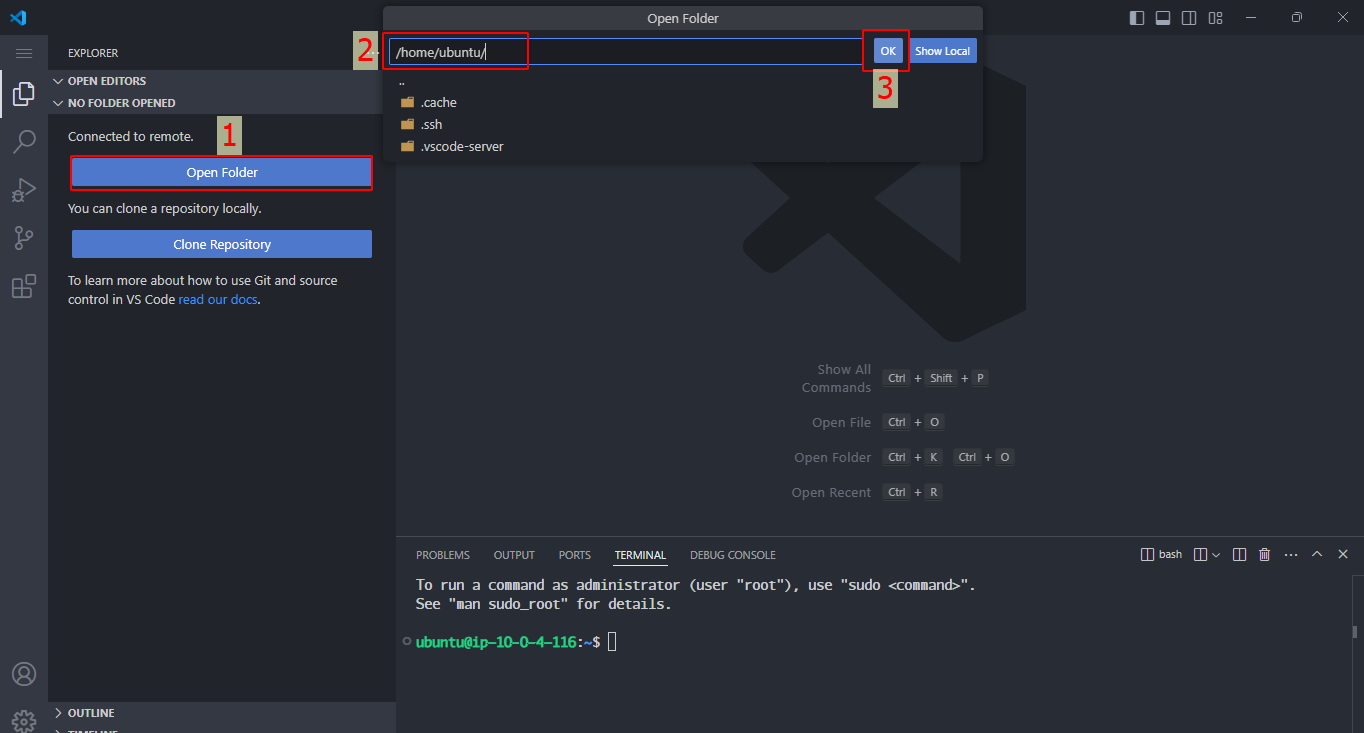 Open Folder
2
/home/ubuntu/
OK
Show Local
3
..
.cache
.ssh
.vscode-server
EXPLORER
OPEN EDITORS
NO FOLDER OPENED
Connected to remote.
1
Open Folder
You can clone a repository locally.
Clone Repository
To learn more about how to use Git and source
control in VS Code read our docs.
Show All
Commands
Ctrl + Shift + P
Open File Ctrl + O
Open Folder Ctrl + K Ctrl + O
Open Recent Ctrl + R
PROBLEMS OUTPUT PORTS TERMINAL DEBUG CONSOLE
bash
To run a command as administrator (user "root"), use "sudo <command>".
See "man sudo_root" for details.
ubuntu@ip-10-0-4-116:~$
OUTLINE
TIMELINE